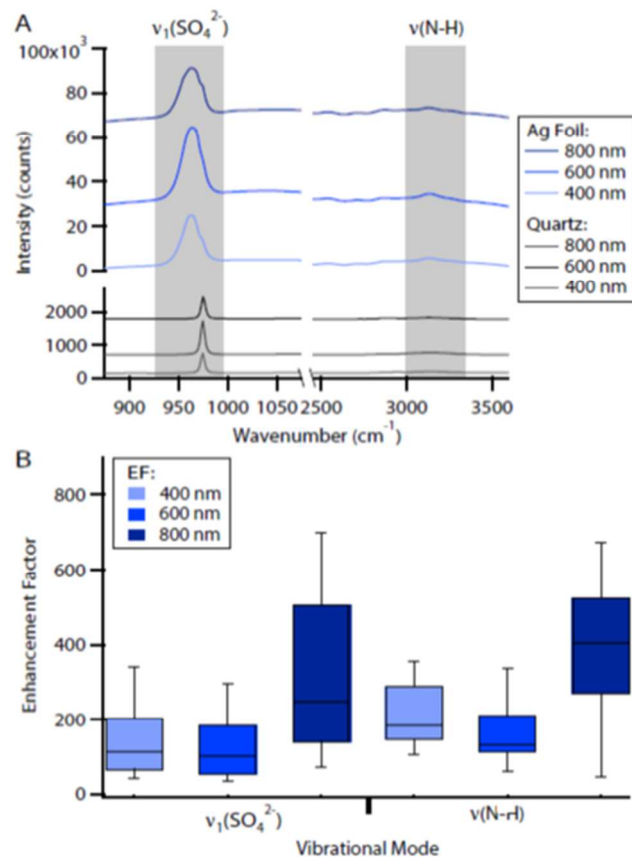 A
ν₁(SO₄²⁻)
ν(N-H)
100x10³
80
60
40
20
0
2000
1000
0
Intensity (counts)
900
950
1000
1050
2500
3000
3500
Wavenumber (cm⁻¹)
Ag Foil:
800 nm
600 nm
400 nm
Quartz:
800 nm
600 nm
400 nm
B
EF:
400 nm
600 nm
800 nm
800
600
400
200
0
Enhancement Factor
ν₁(SO₄²⁻)
ν(N-H)
Vibrational Mode